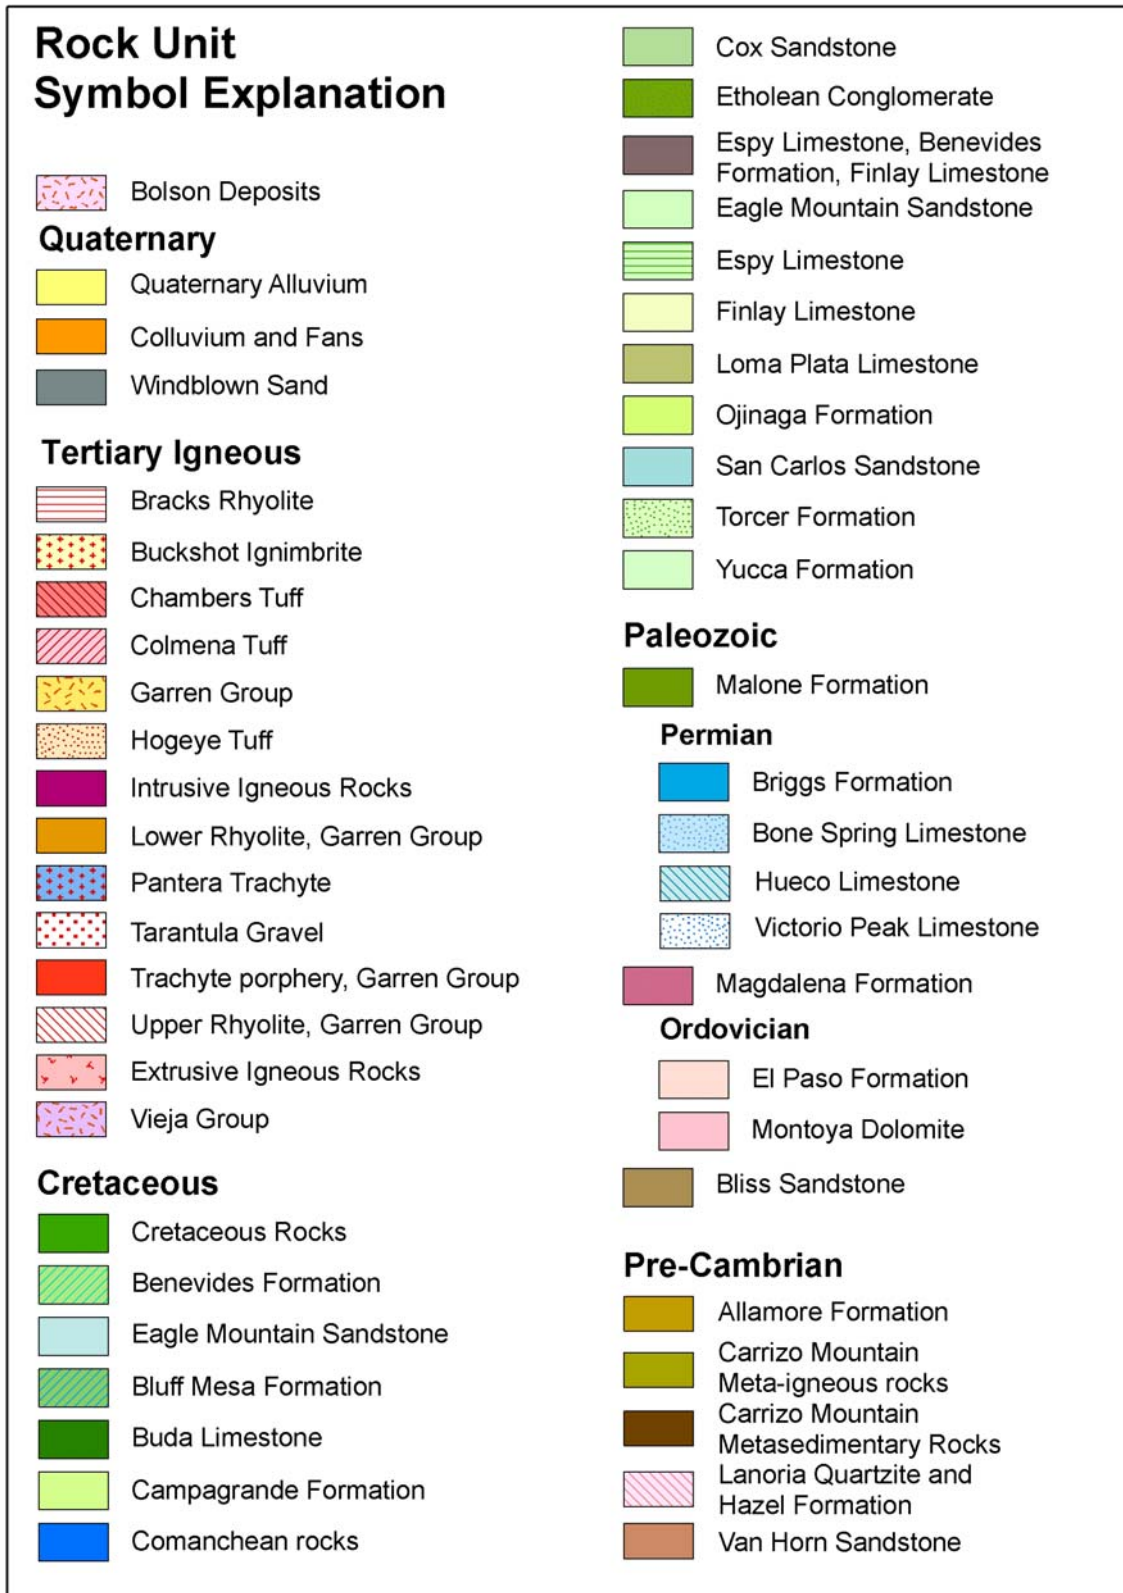 Rock Unit
Symbol Explanation
Bolson Deposits
Quaternary
Quaternary Alluvium
Colluvium and Fans
Windblown Sand
Tertiary Igneous
Bracks Rhyolite
Buckshot Ignimbrite
Chambers Tuff
Colmena Tuff
Garren Group
Hogeye Tuff
Intrusive Igneous Rocks
Lower Rhyolite, Garren Group
Pantera Trachyte
Tarantula Gravel
Trachyte porphery, Garren Group
Upper Rhyolite, Garren Group
Extrusive Igneous Rocks
Vieja Group
Cretaceous
Cretaceous Rocks
Benevides Formation
Eagle Mountain Sandstone
Bluff Mesa Formation
Buda Limestone
Campagrande Formation
Comanchean rocks
Cox Sandstone
Etholean Conglomerate
Espy Limestone, Benevides
Formation, Finlay Limestone
Eagle Mountain Sandstone
Espy Limestone
Finlay Limestone
Loma Plata Limestone
Ojinaga Formation
San Carlos Sandstone
Torcer Formation
Yucca Formation
Paleozoic
Malone Formation
Permian
Briggs Formation
Bone Spring Limestone
Hueco Limestone
Victorio Peak Limestone
Magdalena Formation
Ordovician
El Paso Formation
Montoya Dolomite
Bliss Sandstone
Pre-Cambrian
Allamore Formation
Carrizo Mountain
Meta-igneous rocks
Carrizo Mountain
Metasedimentary Rocks
Lanoria Quartzite and
Hazel Formation
Van Horn Sandstone